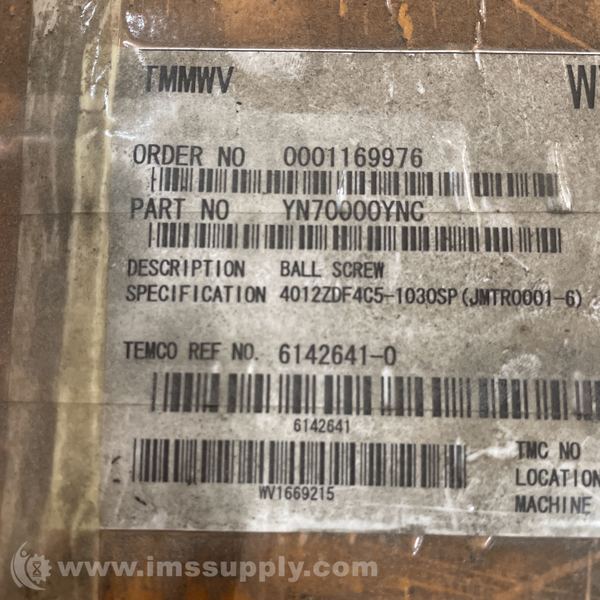 TMMWV
ORDER NO 0001169976
PART NO YN70000YNC
DESCRIPTION BALL SCREW
SPECIFICATION 4012ZDF4C5-1030SP(JMTR0001-6)
TEMCO REF NO. 6142641-0
6142641
WV1669215
TMC NO
LOCATION
MACHINE
www.imssupply.com